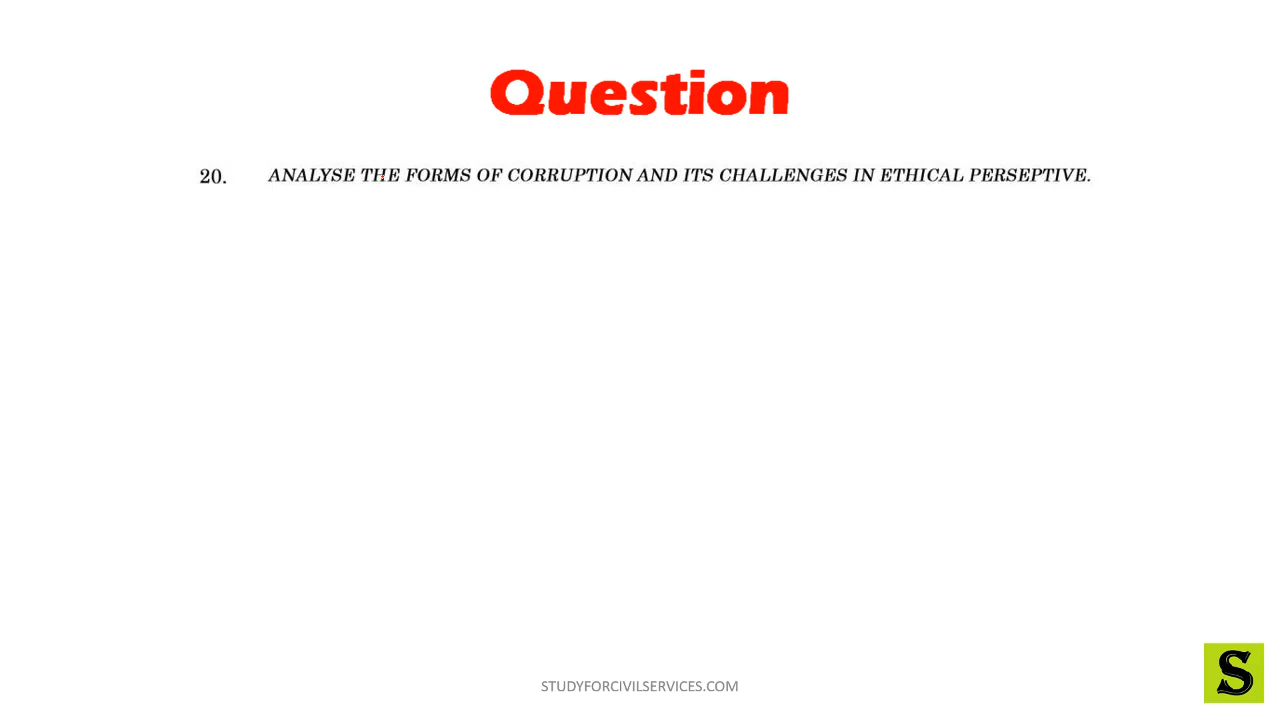 Question
20. ANALYSE THE FORMS OF CORRUPTION AND ITS CHALLENGES IN ETHICAL PERSEPTIVE.
STUDYFORCIVILSERVICES.COM
S